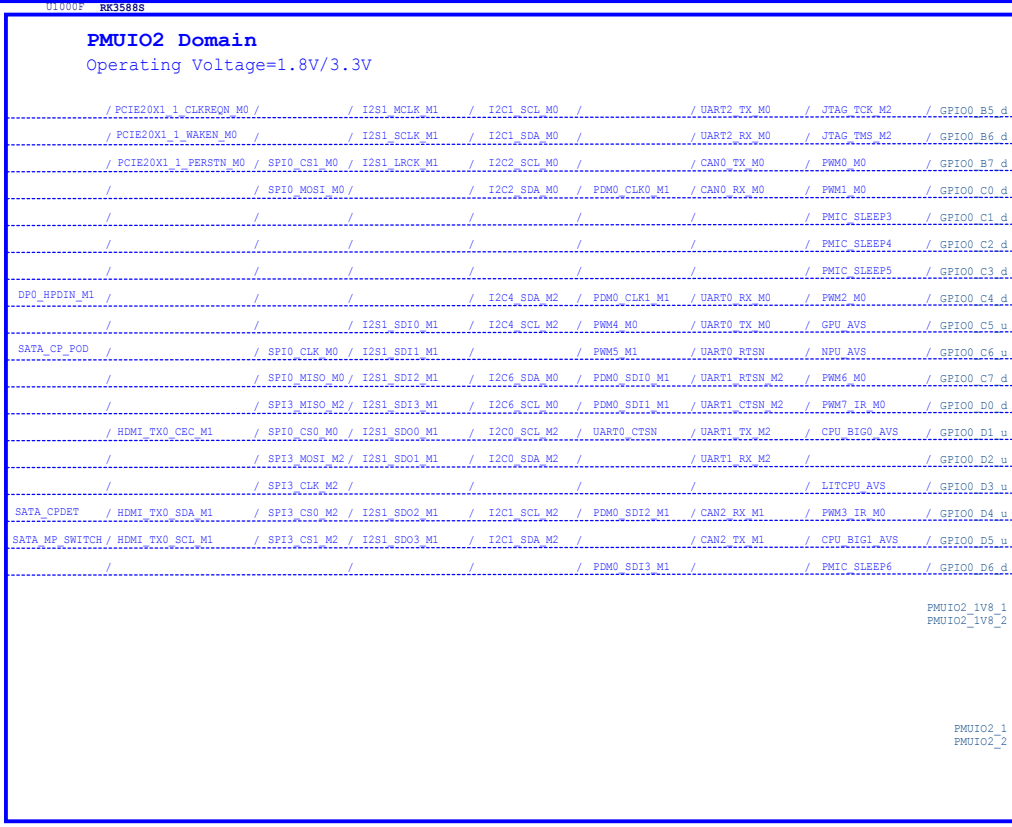 U1000F RK3588S
PMUIO2 Domain
Operating Voltage=1.8V/3.3V
/ PCIE20X1_1_CLKREQN_M0 / / I2S1_MCLK_M1 / I2C1_SCL_M0 / / UART2_TX_M0 / JTAG_TCK_M2 / GPIO0_B5_d
/ PCIE20X1_1_WAKEN_M0 / / I2S1_SCLK_M1 / I2C1_SDA_M0 / / UART2_RX_M0 / JTAG_TMS_M2 / GPIO0_B6_d
/ PCIE20X1_1_PERSTN_M0 / SPI0_CS1_M0 / I2S1_LRCK_M1 / I2C2_SCL_M0 / / CAN0_TX_M0 / PWM0_M0 / GPIO0_B7_d
/ / SPI0_MOSI_M0 / / I2C2_SDA_M0 / PDM0_CLK0_M1 / CAN0_RX_M0 / PWM1_M0 / GPIO0_C0_d
/ / / / / / / PMIC_SLEEP3 / GPIO0_C1_d
/ / / / / / / PMIC_SLEEP4 / GPIO0_C2_d
/ / / / / / / PMIC_SLEEP5 / GPIO0_C3_d
DP0_HPDIN_M1 / / / / I2C4_SDA_M2 / PDM0_CLK1_M1 / UART0_RX_M0 / PWM2_M0 / GPIO0_C4_d
/ / / I2S1_SDI0_M1 / I2C4_SCL_M2 / PWM4_M0 / UART0_TX_M0 / GPU_AVS / GPIO0_C5_u
SATA_CP_POD / / SPI0_CLK_M0 / I2S1_SDI1_M1 / / PWM5_M1 / UART0_RTSN / NPU_AVS / GPIO0_C6_u
/ / SPI0_MISO_M0 / I2S1_SDI2_M1 / I2C6_SDA_M0 / PDM0_SDI0_M1 / UART1_RTSN_M2 / PWM6_M0 / GPIO0_C7_d
/ / SPI3_MISO_M2 / I2S1_SDI3_M1 / I2C6_SCL_M0 / PDM0_SDI1_M1 / UART1_CTSN_M2 / PWM7_IR_M0 / GPIO0_D0_d
/ HDMI_TX0_CEC_M1 / SPI0_CS0_M0 / I2S1_SDO0_M1 / I2C0_SCL_M2 / UART0_CTSN / UART1_TX_M2 / CPU_BIG0_AVS / GPIO0_D1_u
/ / SPI3_MOSI_M2 / I2S1_SDO1_M1 / I2C0_SDA_M2 / / UART1_RX_M2 / / GPIO0_D2_u
/ / SPI3_CLK_M2 / / / / / LITCPU_AVS / GPIO0_D3_u
SATA_CPDET / HDMI_TX0_SDA_M1 / SPI3_CS0_M2 / I2S1_SDO2_M1 / I2C1_SCL_M2 / PDM0_SDI2_M1 / CAN2_RX_M1 / PWM3_IR_M0 / GPIO0_D4_u
SATA_MP_SWITCH / HDMI_TX0_SCL_M1 / SPI3_CS1_M2 / I2S1_SDO3_M1 / I2C1_SDA_M2 / / CAN2_TX_M1 / CPU_BIG1_AVS / GPIO0_D5_u
/ / / / PDM0_SDI3_M1 / / PMIC_SLEEP6 / GPIO0_D6_d
PMUIO2_1V8_1
PMUIO2_1V8_2
PMUIO2_1
PMUIO2_2